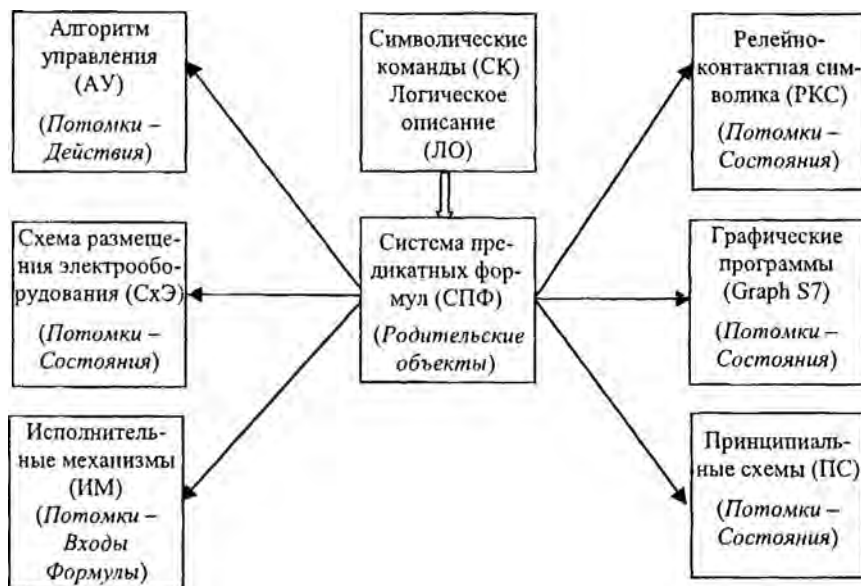 Алгоритм
управления
(АУ)
(Потомки –
Действия)
Символические
команды (СК)
Логическое
описание
(ЛО)
Релейно-
контактная сим-
волика (РКС)
(Потомки –
Состояния)
Схема размеще-
ния электрообо-
рудования (СхЭ)
(Потомки –
Состояния)
Система пре-
дикатных фор-
мул (СПФ)
(Родительские
объекты)
Графические
программы
(Graph S7)
(Потомки –
Состояния)
Исполнитель-
ные механизмы
(ИМ)
(Потомки –
Входы
Формулы)
Принципиаль-
ные схемы (ПС)
(Потомки –
Состояния)